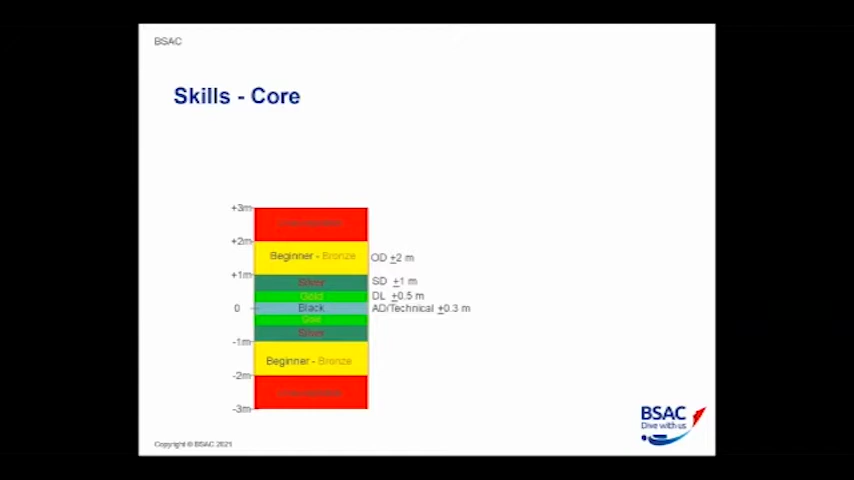 BSAC
Skills - Core
+3m
+2m
Beginner - Bronze OD +2 m
+1m
Silver SD +1 m
Gold DL +0.5 m
0 Black AD/Technical +0.3 m
Gold
Silver
-1m
Beginner - Bronze
-2m
-3m
BSAC
Dive with us
Copyright © BSAC 2021